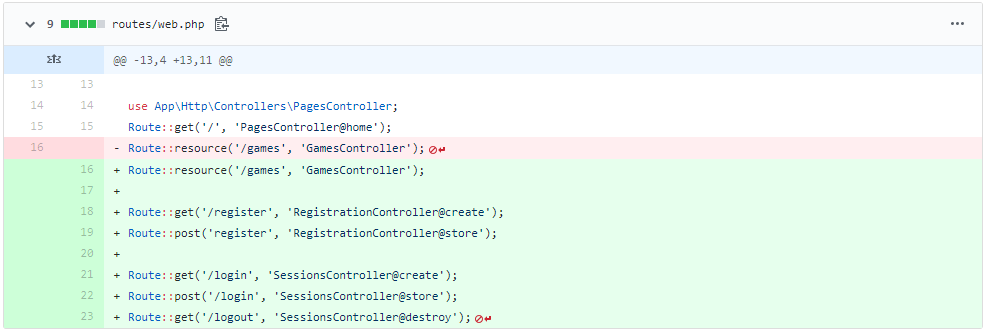 9 routes/web.php
@@ -13,4 +13,11 @@
13 13
14 14 use App\Http\Controllers\PagesController;
15 15 Route::get('/', 'PagesController@home');
16 - Route::resource('/games', 'GamesController');
16 + Route::resource('/games', 'GamesController');
17 +
18 + Route::get('/register', 'RegistrationController@create');
19 + Route::post('register', 'RegistrationController@store');
20 +
21 + Route::get('/login', 'SessionsController@create');
22 + Route::post('/login', 'SessionsController@store');
23 + Route::get('/logout', 'SessionsController@destroy');